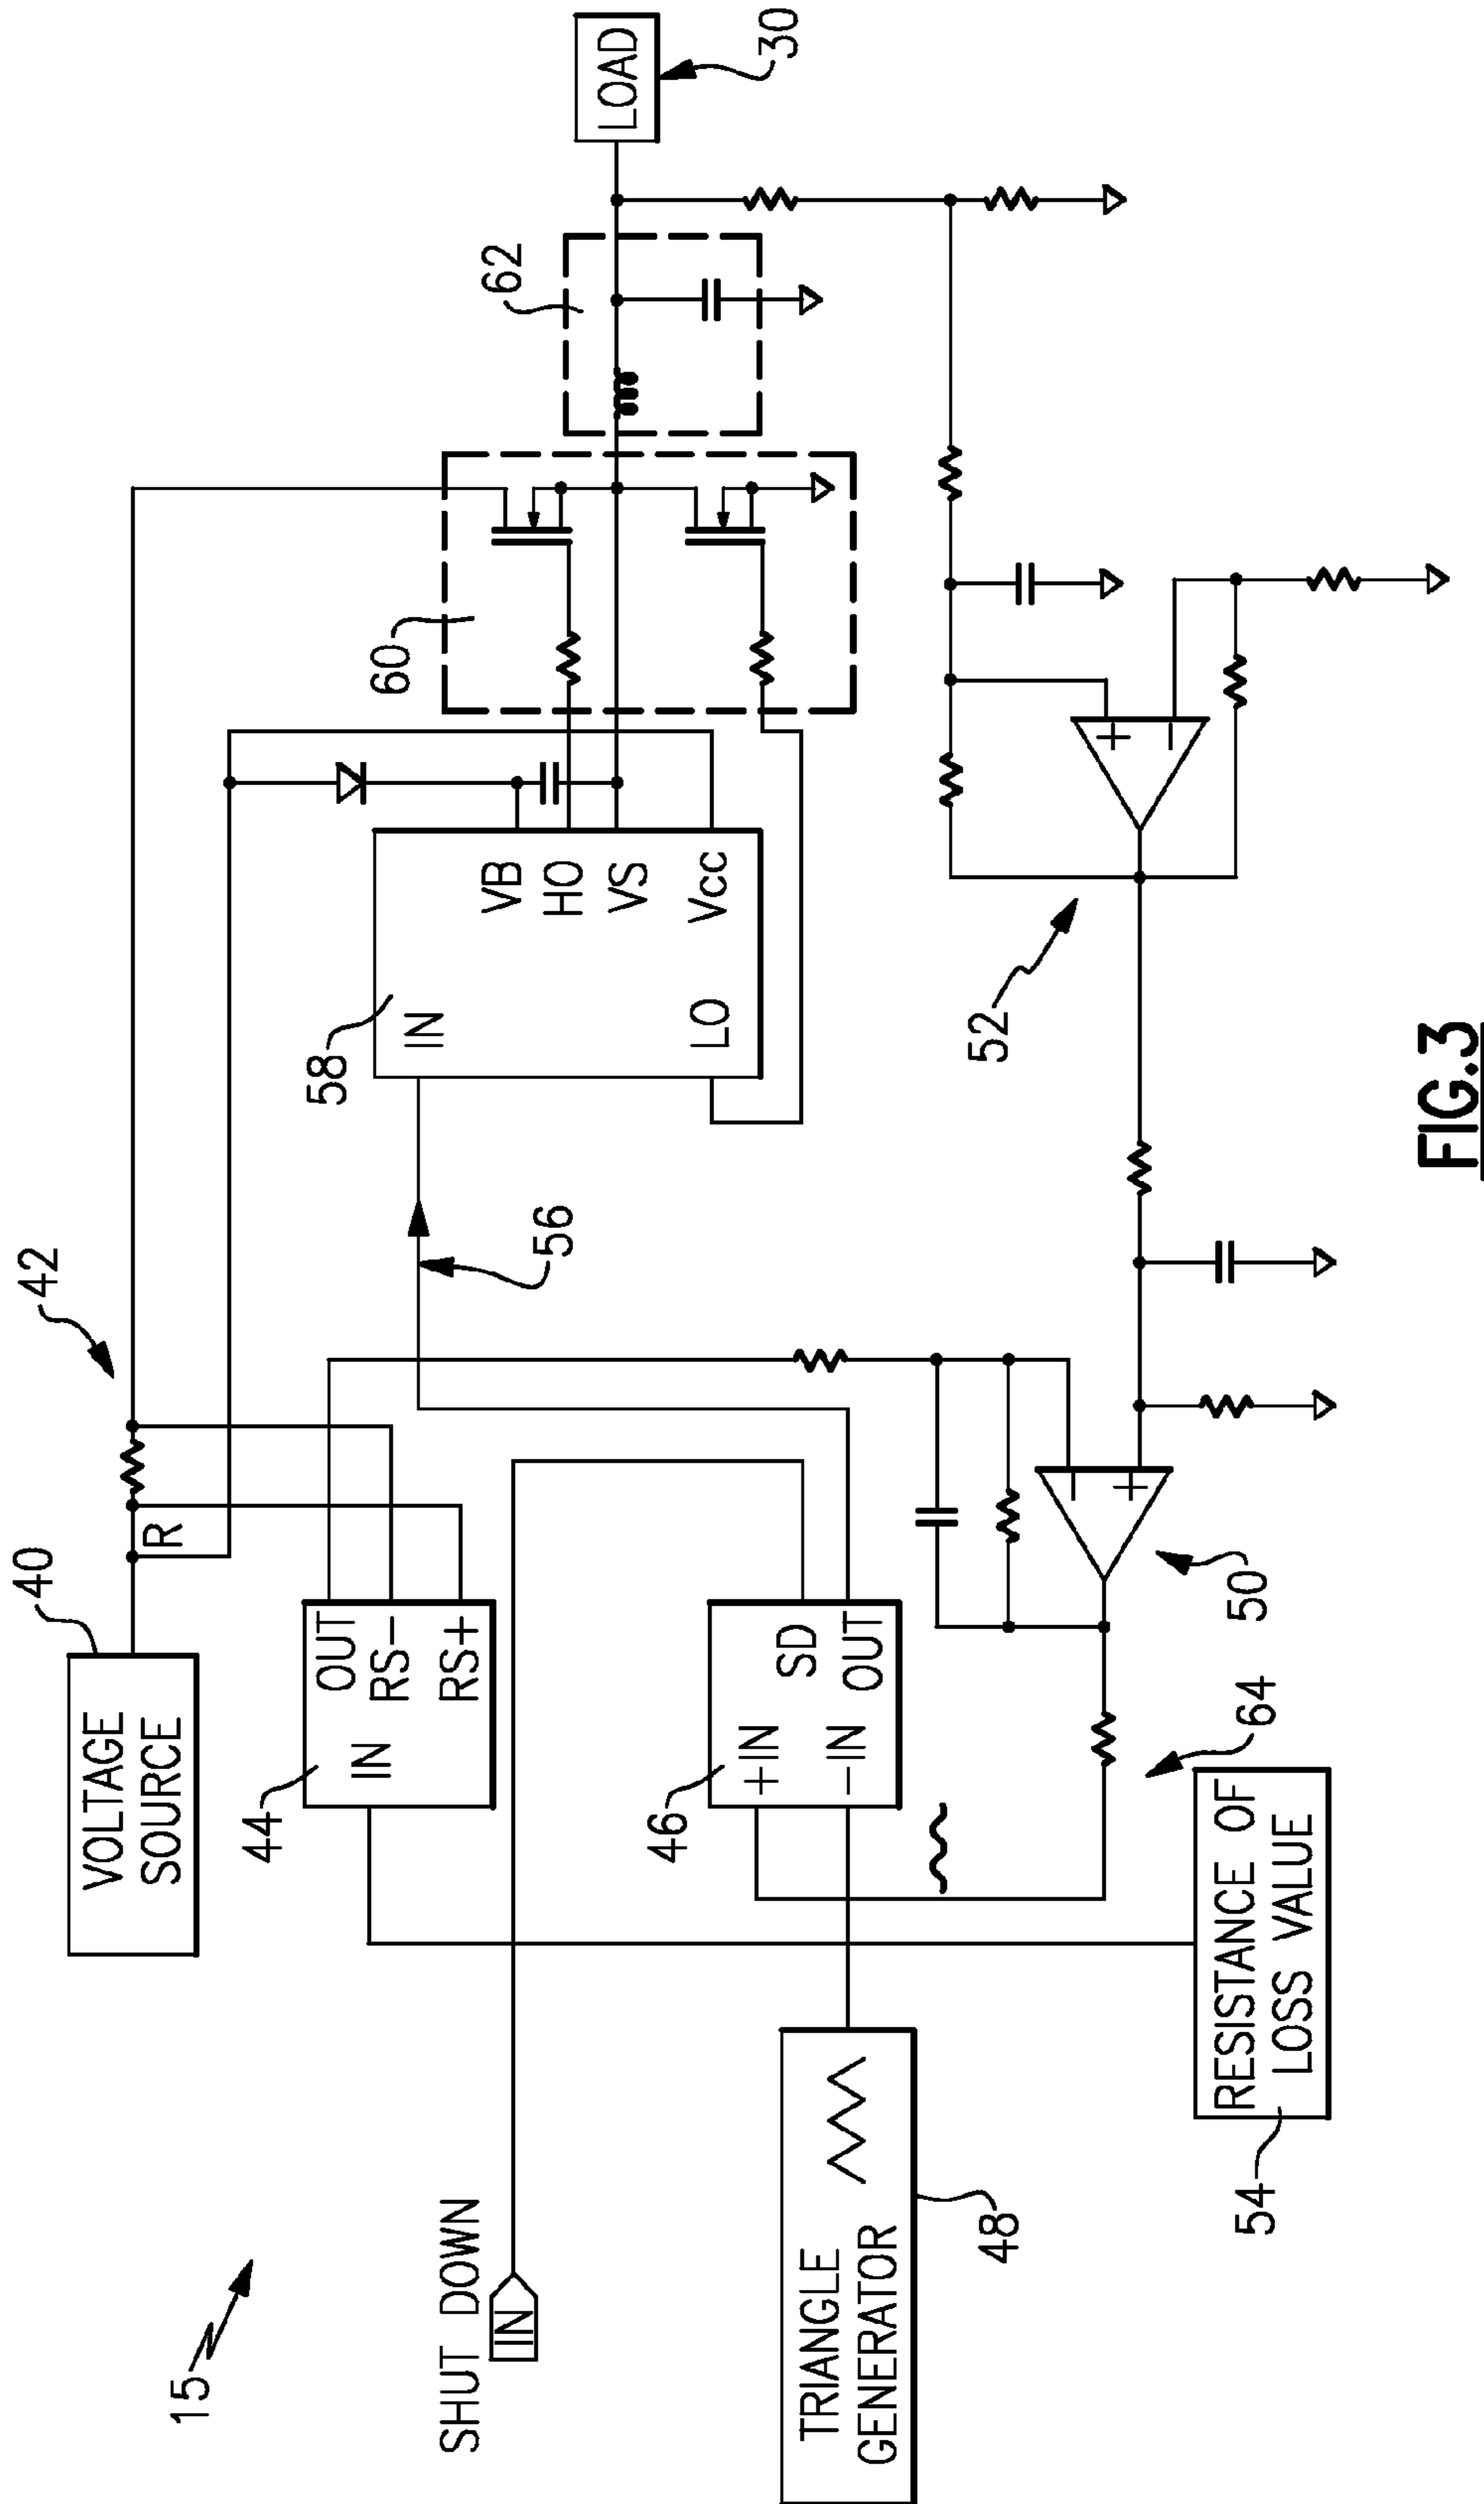 15
40
VOLTAGE
SOURCE
R
42
44
IN
OUT
RS-
RS+
SHUT DOWN
IN
46
+IN
-IN
SD
OUT
TRIANGLE
GENERATOR
48
54
RESISTANCE OF
LOSS VALUE
64
50
-
+
56
58
IN
LO
VB
HO
VS
Vcc
60
62
LOAD
30
52
+
-
FIG.3